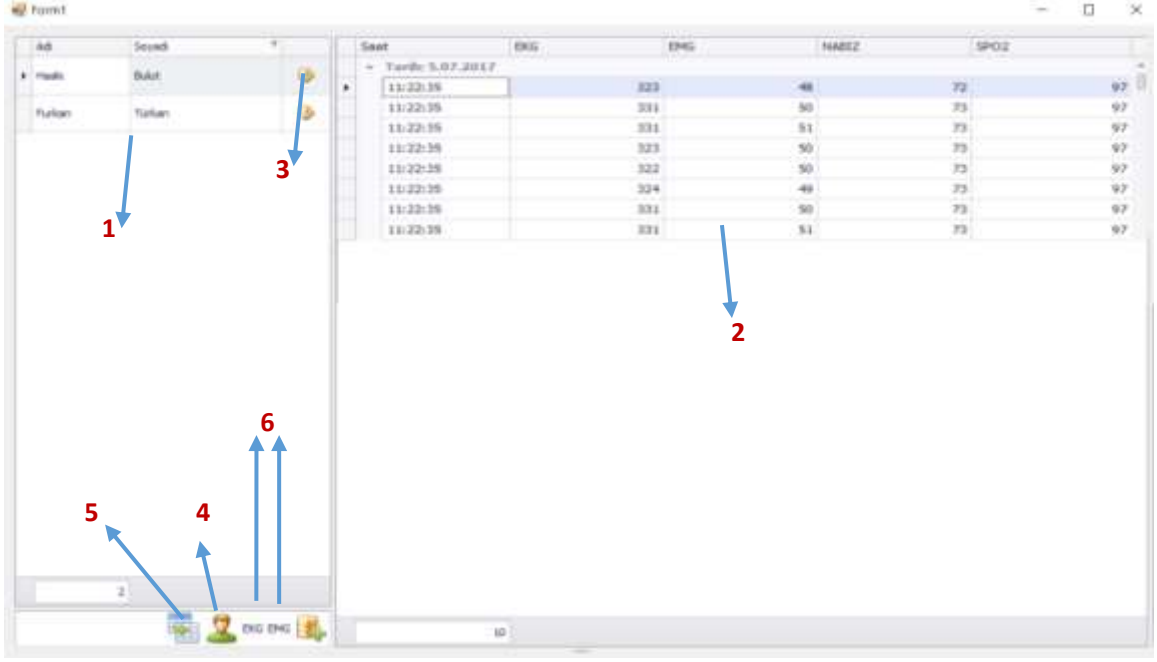 Form1
Adı Soyadı
Saat EKG EMG NABIZ SPO2
Tarih: 5.07.2017
Bulut
11:22:35 323 48 72 97
Furkan Türkan
11:22:35 331 50 73 97
11:22:35 331 51 73 97
3
11:22:35 323 50 73 97
11:22:35 322 50 73 97
11:22:35 324 49 73 97
11:22:35 331 50 73 97
1
11:22:35 331 51 73 97
2
6
5 4
2
EKG EMG
10